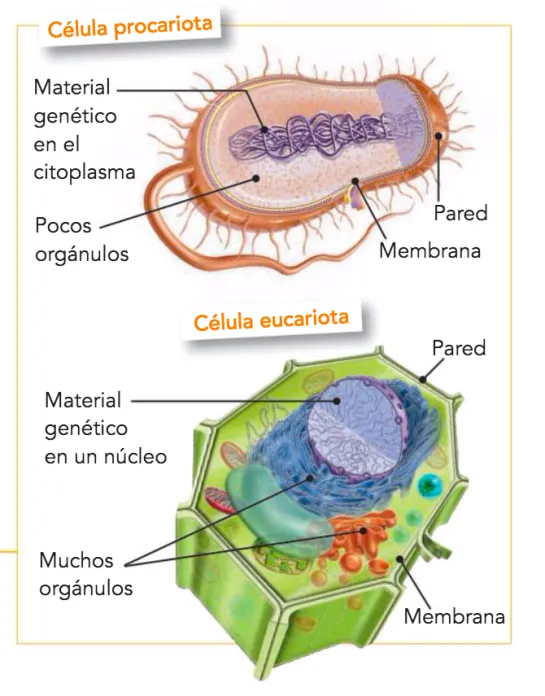 Célula procariota
Material
genético
en el
citoplasma
Pocos
orgánulos
Pared
Membrana
Célula eucariota
Pared
Material
genético
en un núcleo
Muchos
orgánulos
Membrana